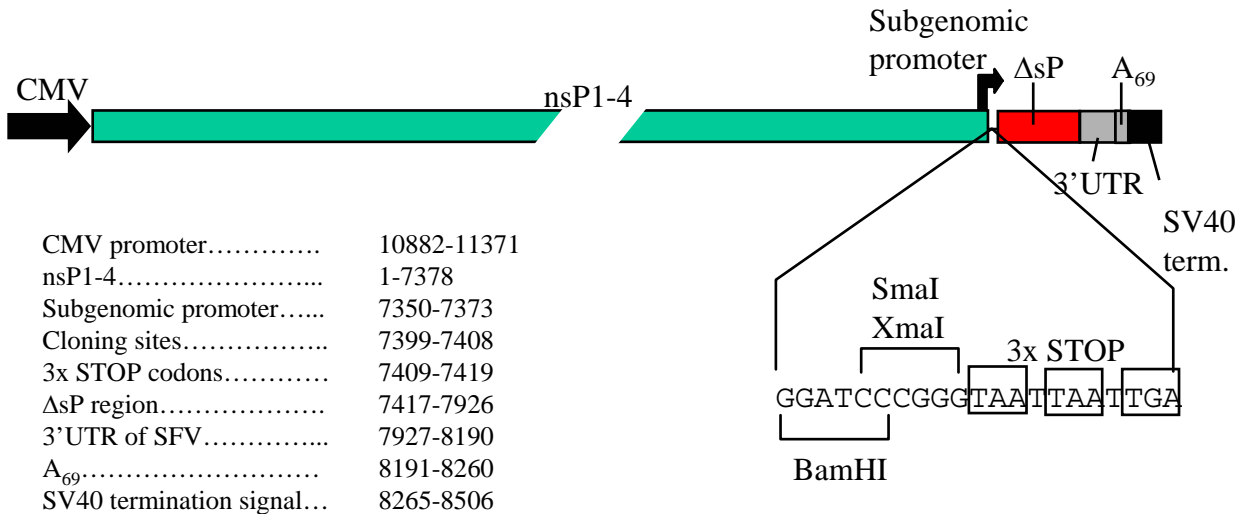 Subgenomic
promoter
ΔsP
A69
CMV
nsP1-4
3’UTR
SV40
term.
CMV promoter…………. 10882-11371
nsP1-4…………………... 1-7378
Subgenomic promoter…... 7350-7373
Cloning sites…………….. 7399-7408
3x STOP codons………… 7409-7419
ΔsP region……………….. 7417-7926
3’UTR of SFV…………... 7927-8190
A69…………………… 8191-8260
SV40 termination signal… 8265-8506
SmaI
XmaI
3x STOP
GGATCCCGGGTAATTAATTGA
BamHI